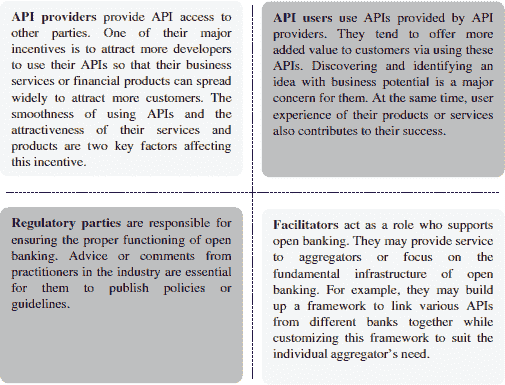 API providers provide API access to
other parties. One of their major
incentives is to attract more developers
to use their APIs so that their business
services or financial products can spread
widely to attract more customers. The
smoothness of using APIs and the
attractiveness of their services and
products are two key factors affecting
this incentive.
API users use APIs provided by API
providers. They tend to offer more
added value to customers via using these
APIs. Discovering and identifying an
idea with business potential is a major
concern for them. At the same time, user
experience of their products or services
also contributes to their success.
Regulatory parties are responsible for
ensuring the proper functioning of open
banking. Advice or comments from
practitioners in the industry are essential
for them to publish policies or
guidelines.
Facilitators act as a role who supports
open banking. They may provide service
to aggregators or focus on the
fundamental infrastructure of open
banking. For example, they may build
up a framework to link various APIs
from different banks together while
customizing this framework to suit the
individual aggregator's need.